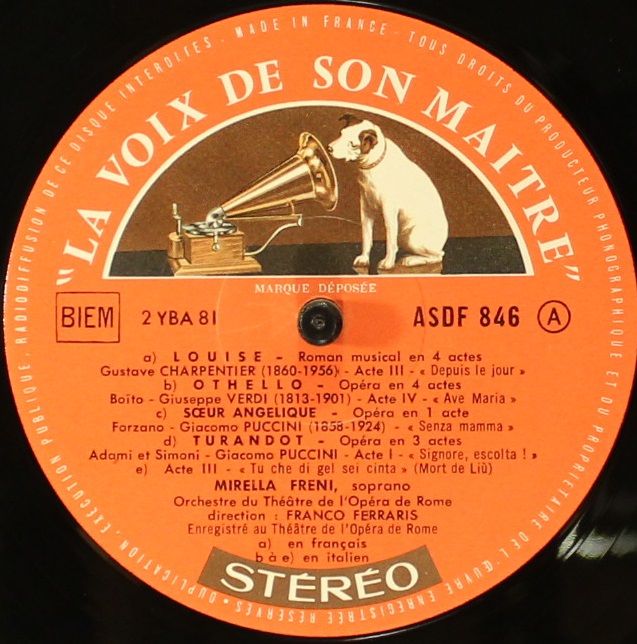 DUPLICATION, EXÉCUTION PUBLIQUE, RADIODIFFUSION DE CE DISQUE INTERDITES · MADE IN FRANCE · TOUS DROITS DU PRODUCTEUR PHONOGRAPHIQUE ET DU PROPRIETAIRE DE L'ŒUVRE ENREGISTRÉE RÉSERVÉS ·
"LA VOIX DE SON MAITRE"
MARQUE DÉPOSÉE
BIEM 2 YBA 81 ASDF 846 A
a) LOUISE - Roman musical en 4 actes
Gustave CHARPENTIER (1860-1956) - Acte III - « Depuis le jour »
b) OTHELLO - Opéra en 4 actes
Boïto - Giuseppe VERDI (1813-1901) - Acte IV - « Ave Maria »
c) SŒUR ANGELIQUE - Opéra en 1 acte
Forzano - Giacomo PUCCINI (1858-1924) - « Senza mamma »
d) TURANDOT - Opéra en 3 actes
Adami et Simoni - Giacomo PUCCINI - Acte I - « Signore, escolta ! »
e) Acte III - « Tu che di gel sei cinta » (Mort de Liù)
MIRELLA FRENI, soprano
Orchestre du Théâtre de l'Opéra de Rome
direction : FRANCO FERRARIS
Enregistré au Théâtre de l'Opéra de Rome
a) en français
b à e) en italien
STÉRÉO